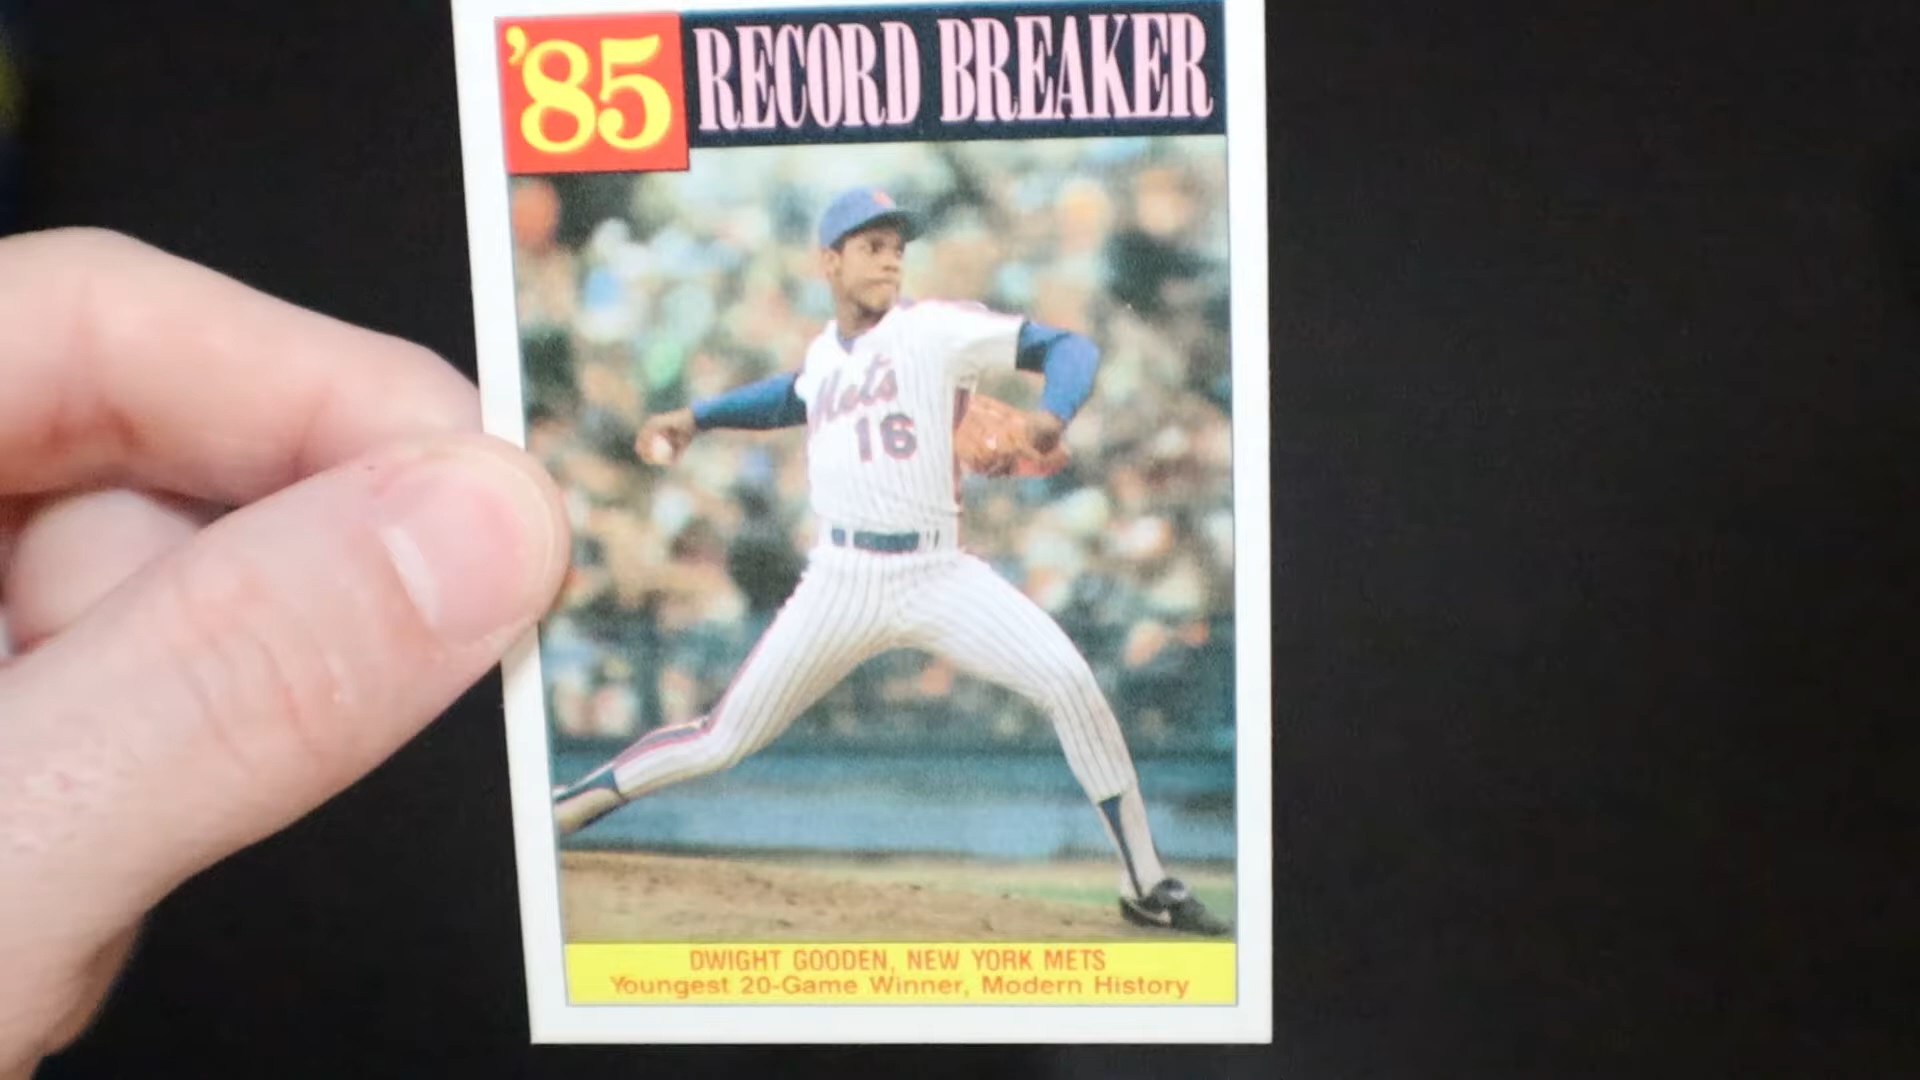 '85 RECORD BREAKER
Mets
16
DWIGHT GOODEN, NEW YORK METS
Youngest 20-Game Winner, Modern History